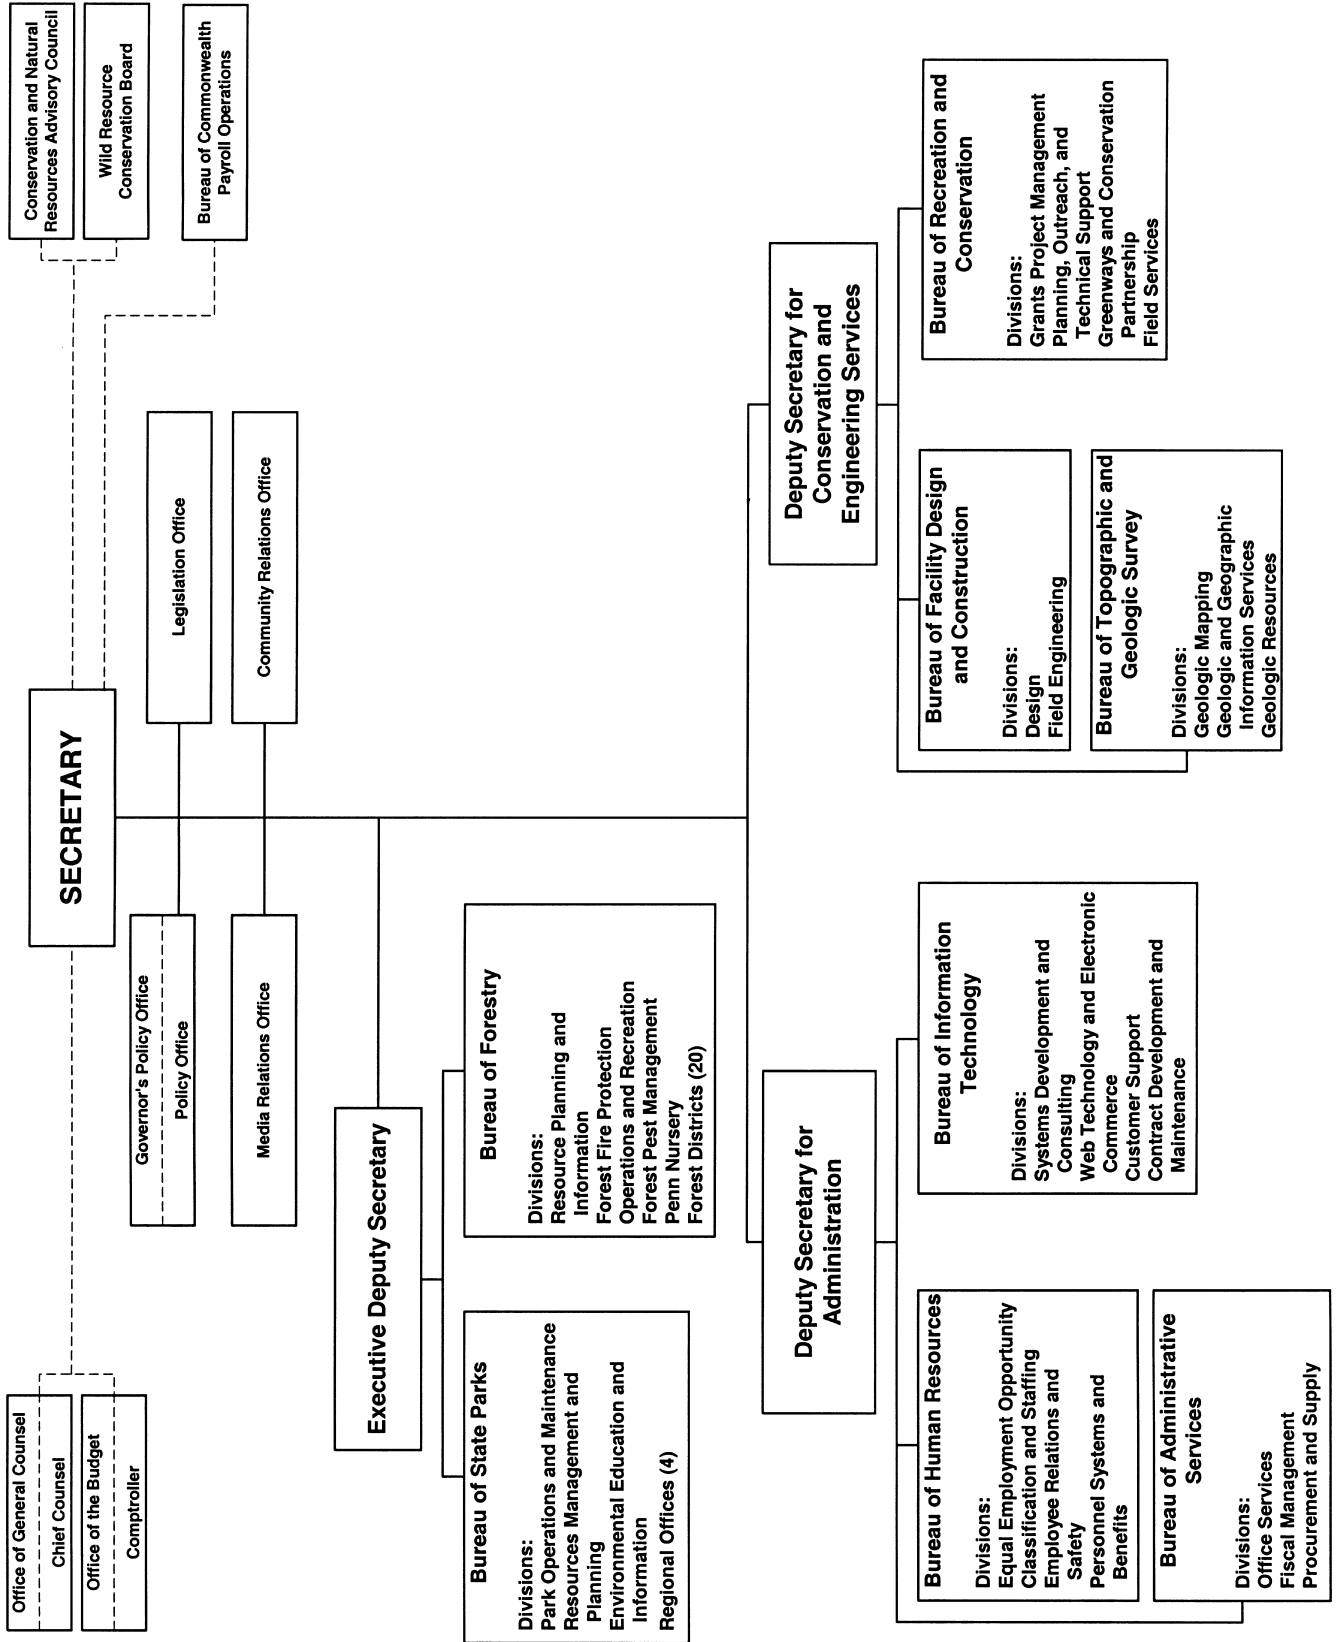 SECRETARY
Office of General Counsel
Chief Counsel
Office of the Budget
Comptroller
Conservation and Natural
Resources Advisory Council
Wild Resource
Conservation Board
Bureau of Commonwealth
Payroll Operations
Governor's Policy Office
Policy Office
Legislation Office
Media Relations Office
Community Relations Office
Executive Deputy Secretary
Bureau of State Parks
Divisions:
Park Operations and Maintenance
Resources Management and
Planning
Environmental Education and
Information
Regional Offices (4)
Bureau of Forestry
Divisions:
Resource Planning and
Information
Forest Fire Protection
Operations and Recreation
Forest Pest Management
Penn Nursery
Forest Districts (20)
Deputy Secretary for
Administration
Bureau of Human Resources
Divisions:
Equal Employment Opportunity
Classification and Staffing
Employee Relations and
Safety
Personnel Systems and
Benefits
Bureau of Administrative
Services
Divisions:
Office Services
Fiscal Management
Procurement and Supply
Bureau of Information
Technology
Divisions:
Systems Development and
Consulting
Web Technology and Electronic
Commerce
Customer Support
Contract Development and
Maintenance
Deputy Secretary for
Conservation and
Engineering Services
Bureau of Facility Design
and Construction
Divisions:
Design
Field Engineering
Bureau of Topographic and
Geologic Survey
Divisions:
Geologic Mapping
Geologic and Geographic
Information Services
Geologic Resources
Bureau of Recreation and
Conservation
Divisions:
Grants Project Management
Planning, Outreach, and
Technical Support
Greenways and Conservation
Partnership
Field Services